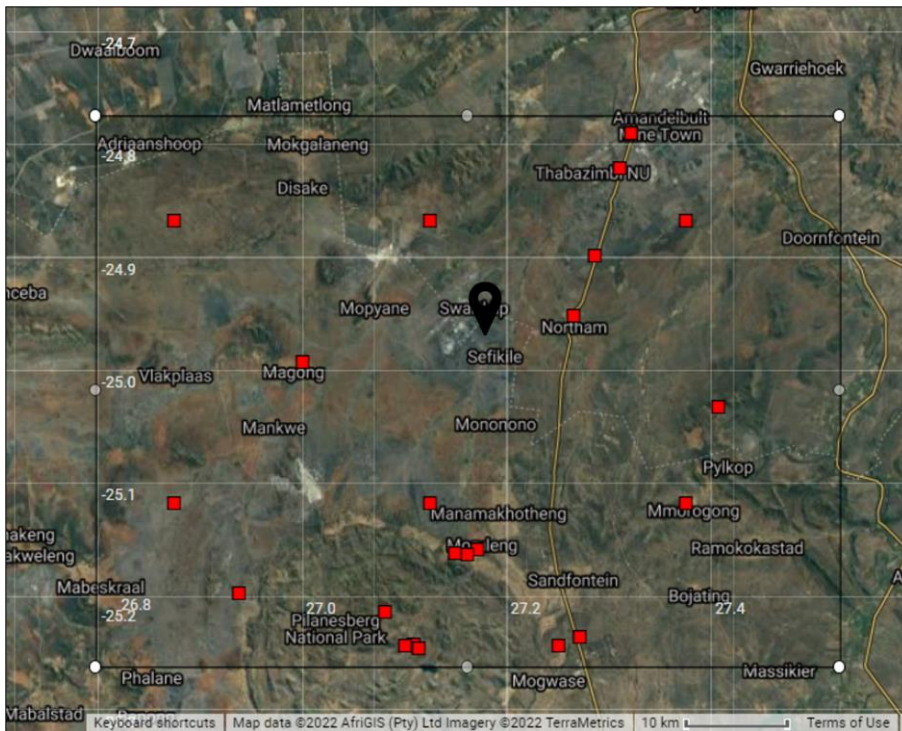 -24.7
Dwaalboom
Gwarriehoek
Matlametlong
Amandelbult
Mine Town
Adriaanshoop
Mokgalaneng
-24.8
Thabazimbi NU
Disake
Doornfontein
-24.9
nceba
Mopyane
Northam
Sefikile
-25.0
Vlakplaas
Magong
Mankwe
Mononono
Pylkop
-25.1
Manamakhotheng
Mmorogong
nakeng
akweleng
Ramokokastad
Sandfontein
Mabeskraal
Bojating
26.8
27.0
27.2
27.4
-25.2
Pilanesberg
National Park
Phalane
Mogwase
Massikier
Mabalstad
Keyboard shortcuts
Map data ©2022 AfriGIS (Pty) Ltd Imagery ©2022 TerraMetrics
10 km
Terms of Use